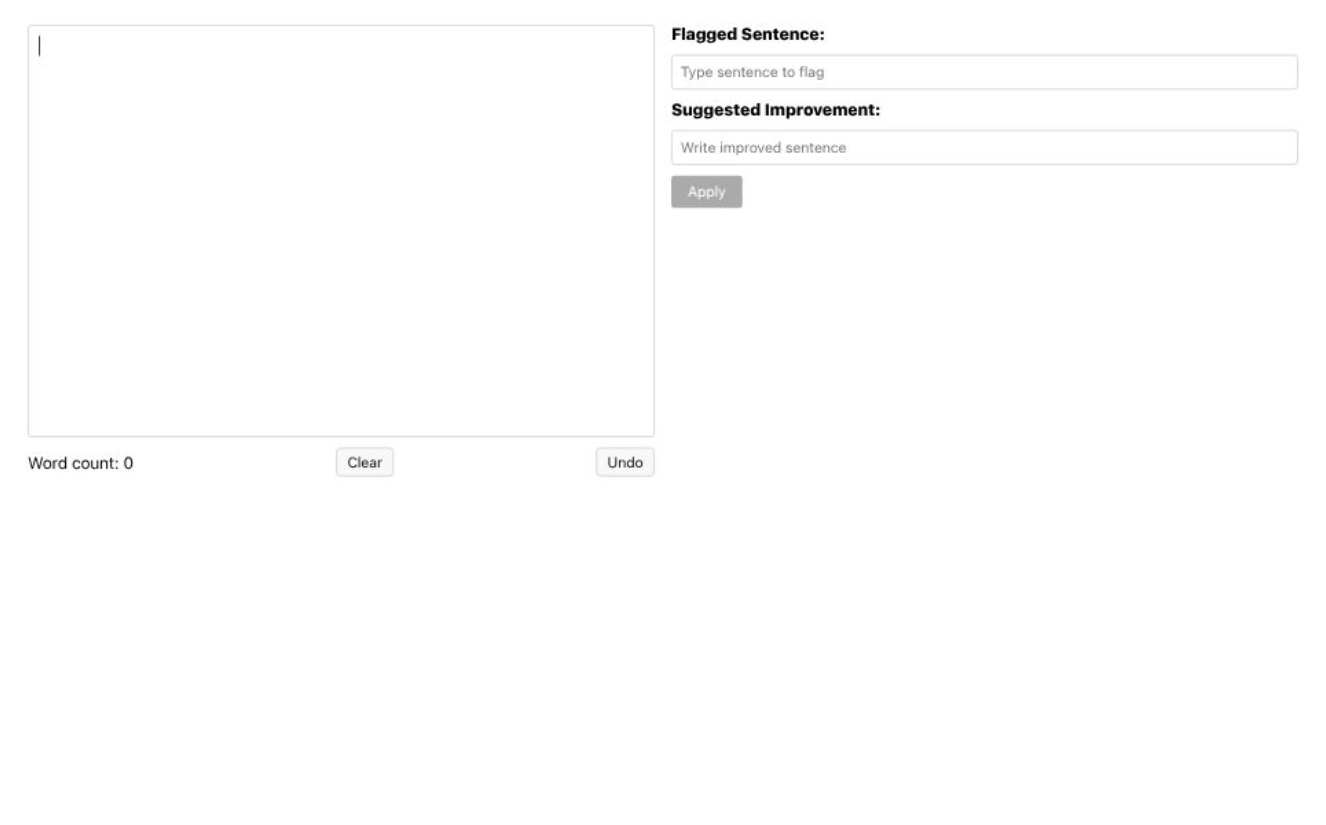 Flagged Sentence:
Type sentence to flag
Suggested Improvement:
Write improved sentence
Apply
Word count: 0
Clear
Undo